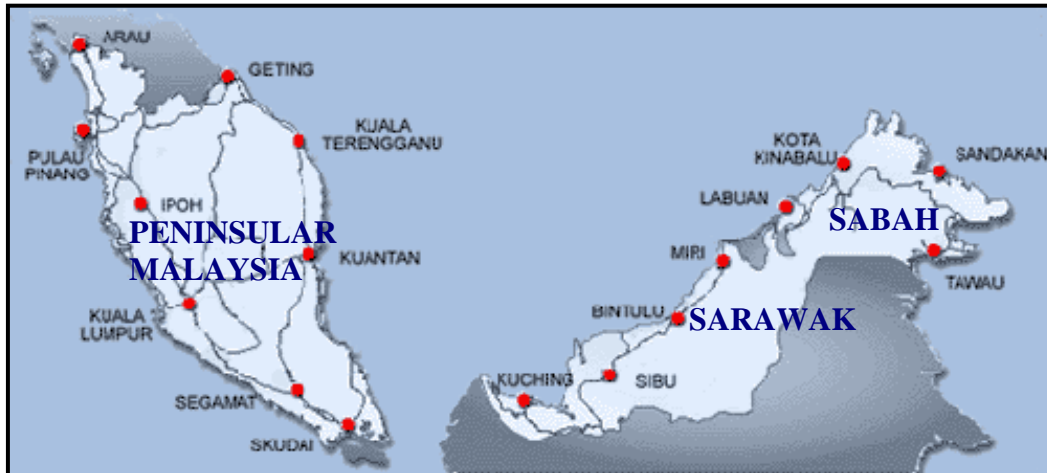 ARAU
GETING
KUALA
TERENGGANU
PULAU
PINANG
IPOH
PENINSULAR
MALAYSIA
KUANTAN
KUALA
LUMPUR
SEGAMAT
SKUDAI
KOTA
KINABALU
SANDAKAN
LABUAN
SABAH
MIRI
TAWAU
BINTULU
SARAWAK
KUCHING
SIBU